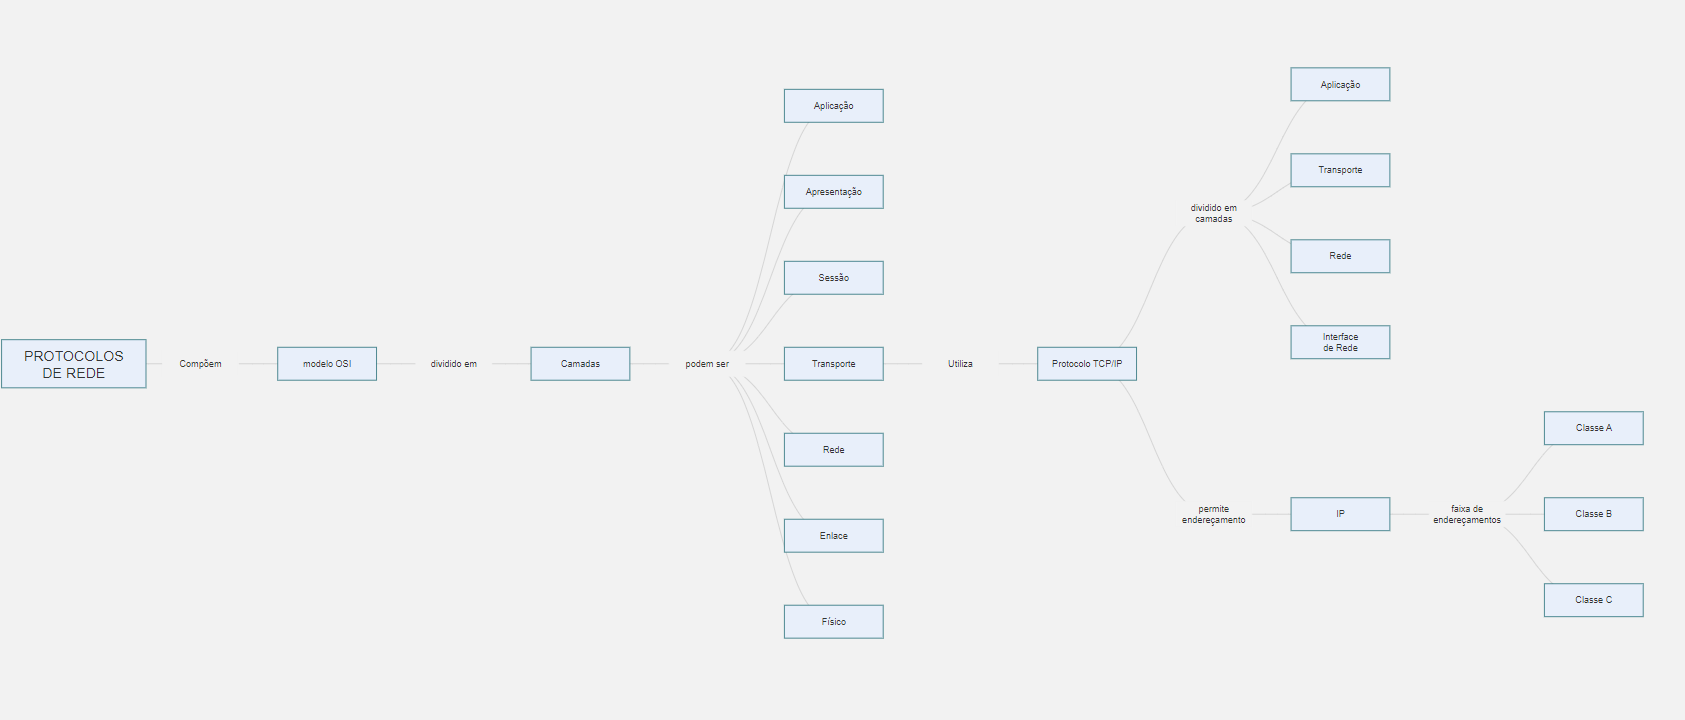 PROTOCOLOS
DE REDE
Compõem
modelo OSI
dividido em
Camadas
podem ser
Aplicação
Apresentação
Sessão
Transporte
Rede
Enlace
Físico
Utiliza
Protocolo TCP/IP
dividido em
camadas
Aplicação
Transporte
Rede
Interface
de Rede
permite
endereçamento
IP
faixa de
endereçamentos
Classe A
Classe B
Classe C